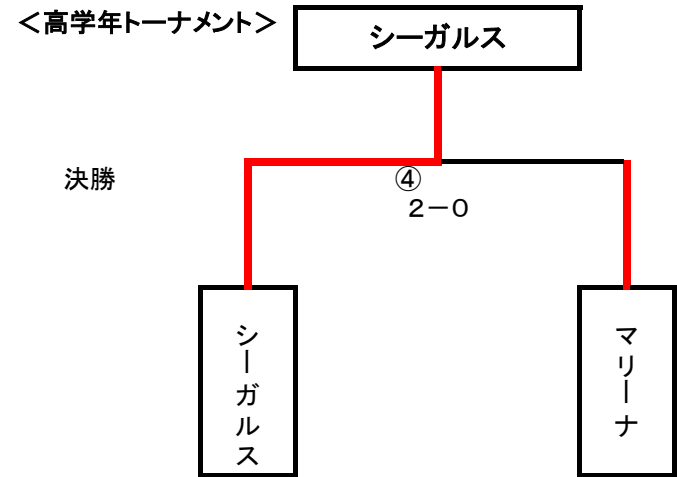 ＜高学年トーナメント＞
シーガルス
決勝
④
２－０
シーガルス
マリーナ